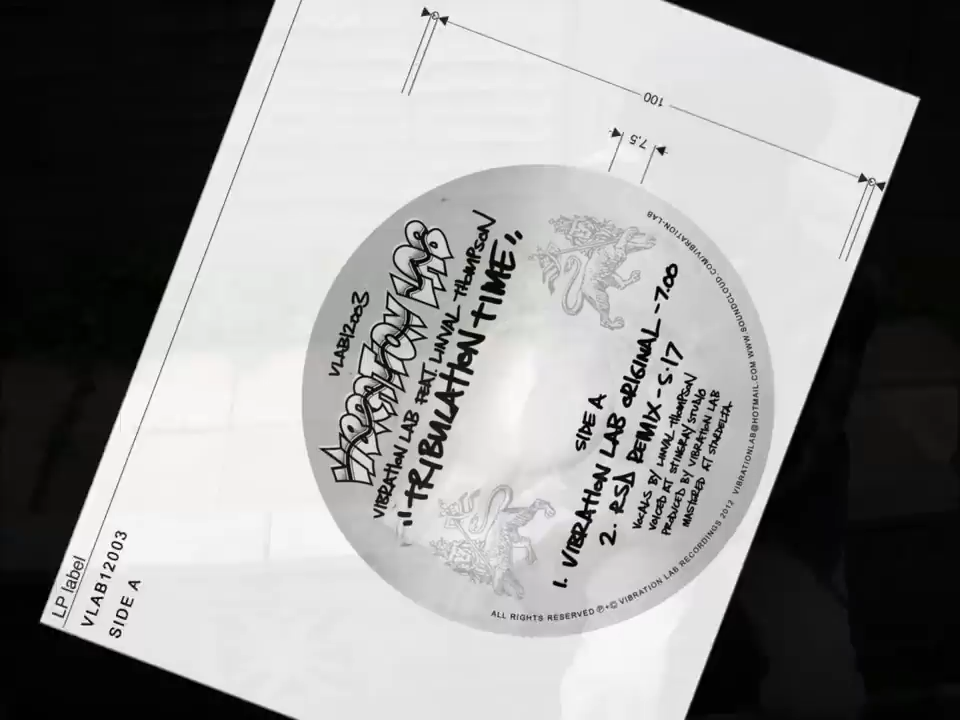 LP label
VLAB12003
SIDE A
100
7.5
VLAB12003
VIBRATION LAB
VIBRATION LAB FEAT. LINVAL THOMPSON
"TRIBULATION TIME"
SIDE A
1. VIBRATION LAB ORIGINAL - 7.00
2. RSD REMIX - 5.17
VOCALS BY LINVAL THOMPSON
VOICED AT STINGRAY STUDIO
PRODUCED BY VIBRATION LAB
MASTERED AT STARDELTA
ALL RIGHTS RESERVED ℗+© VIBRATION LAB RECORDINGS 2012 VIBRATIONLAB@HOTMAIL.COM WWW.SOUNDCLOUD.COM/VIBRATION-LAB